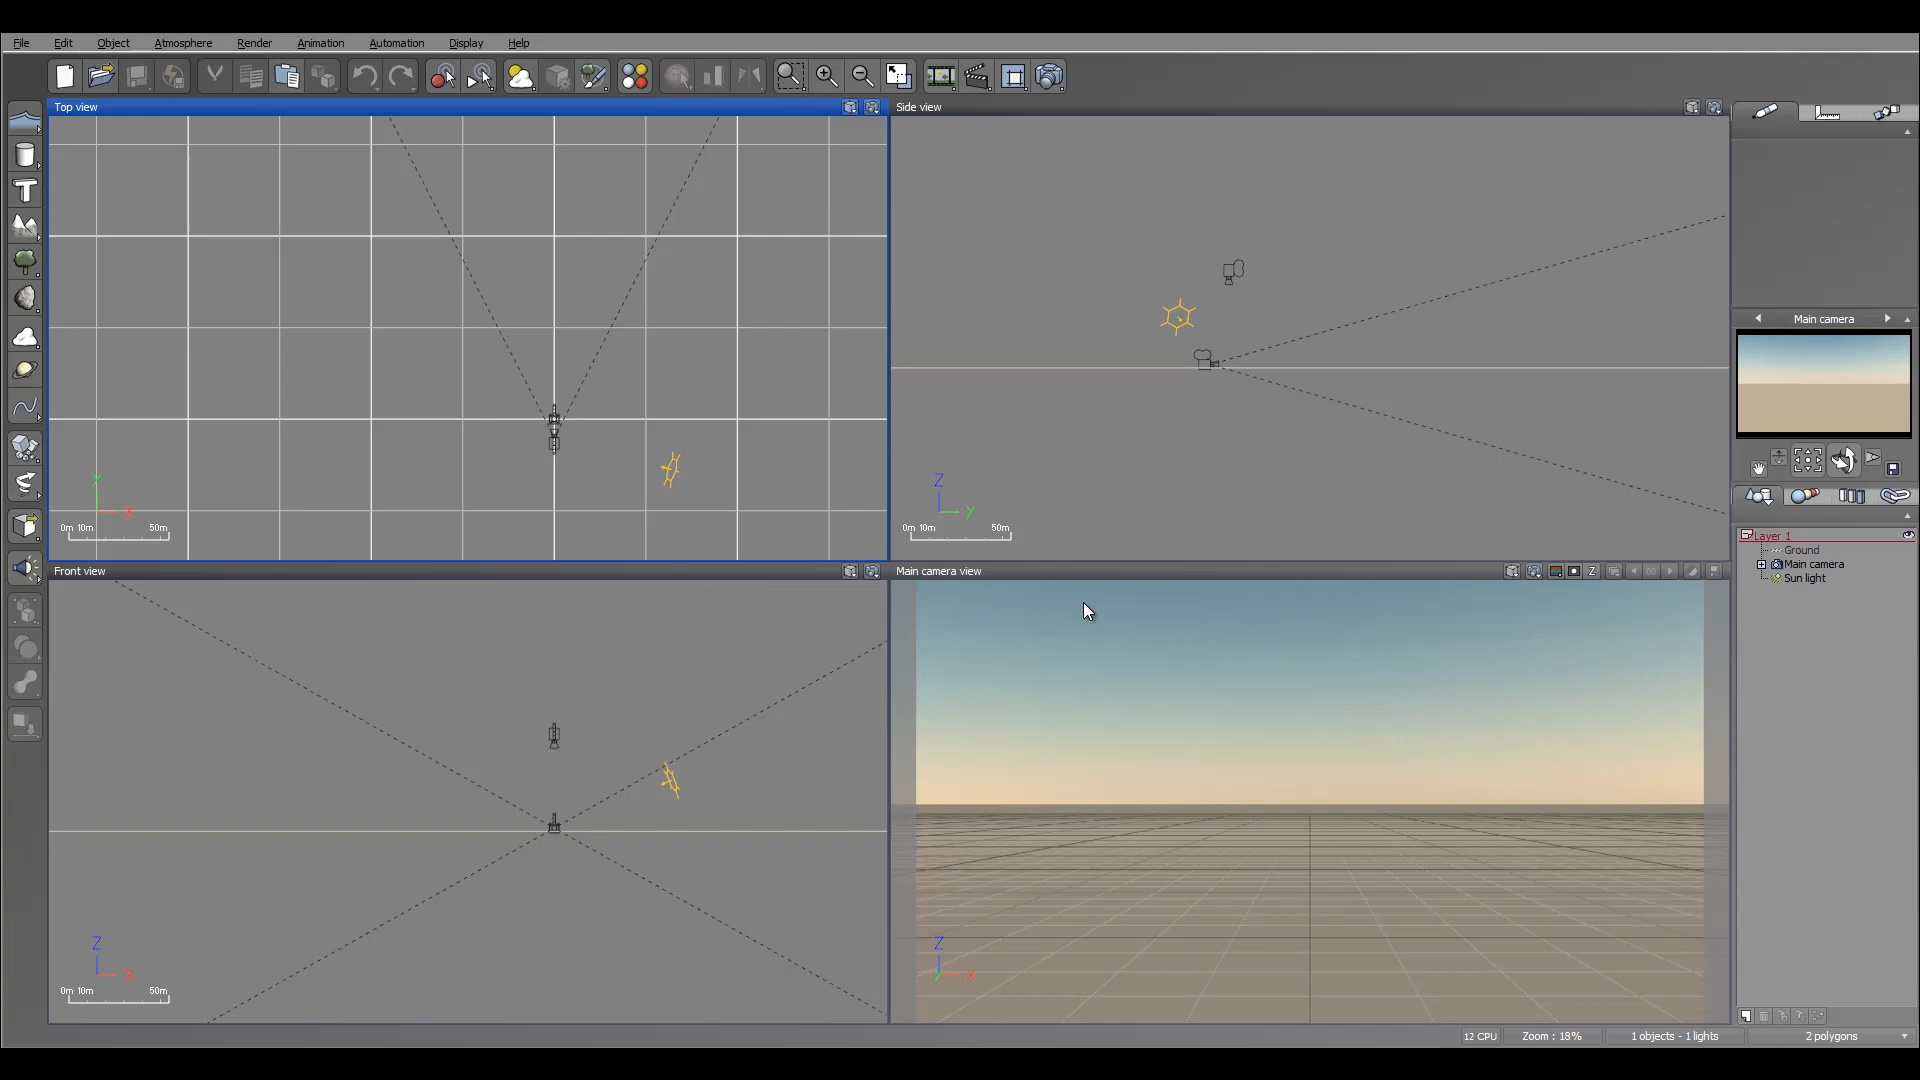 File Edit Object Atmosphere Render Animation Automation Display Help
Top view
Side view
Y
X
0m 10m 50m
Z
Y
0m 10m 50m
Main camera
Layer 1
Ground
Main camera
Sun light
Front view
Main camera view
Z
Z
X
0m 10m 50m
Z
Y
X
12 CPU
Zoom : 18%
1 objects - 1 lights
2 polygons